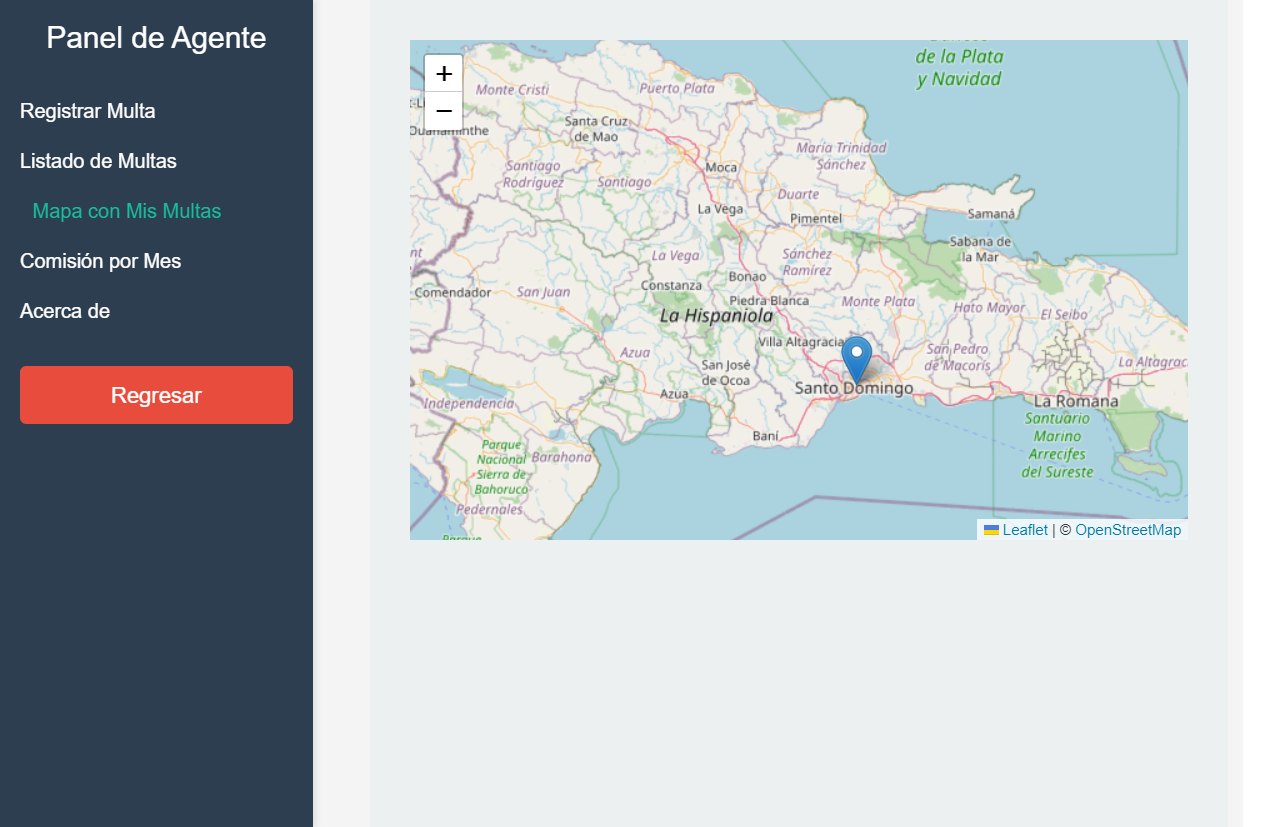 Panel de Agente
Registrar Multa
Listado de Multas
Mapa con Mis Multas
Comisión por Mes
Acerca de
Regresar
+
−
de la Plata
y Navidad
Monte Cristi
Puerto Plata
Ouanaminthe
Santa Cruz
de Mao
María Trinidad
Sánchez
Santiago
Rodríguez
Santiago
Moca
Duarte
La Vega
Pimentel
Samaná
Sabana de
la Mar
La Vega
Sánchez
Ramírez
Comendador
San Juan
Constanza
Bonao
Piedra Blanca
Monte Plata
Hato Mayor
El Seibo
La Hispaniola
Villa Altagracia
Azua
San José
de Ocoa
San Pedro
de Macorís
La Altagrac
Santo Domingo
Independencia
Azua
La Romana
Baní
Santuario
Marino
Arrecifes
del Sureste
Parque
Nacional
Sierra de
Bahoruco
Barahona
Pedernales
Leaflet | © OpenStreetMap